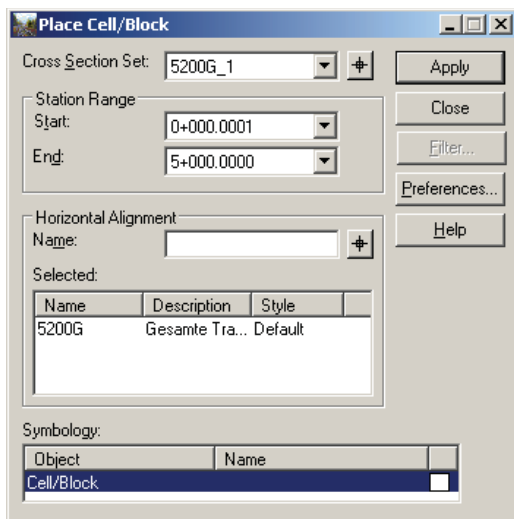 Place Cell/Block
Cross Section Set: 5200G_1 Apply
Station Range Close
Start: 0+000.0001
End: 5+000.0000 Filter...
Preferences...
Horizontal Alignment
Name: Help
Selected:
Name Description Style
5200G Gesamte Tra... Default
Symbology:
Object Name
Cell/Block